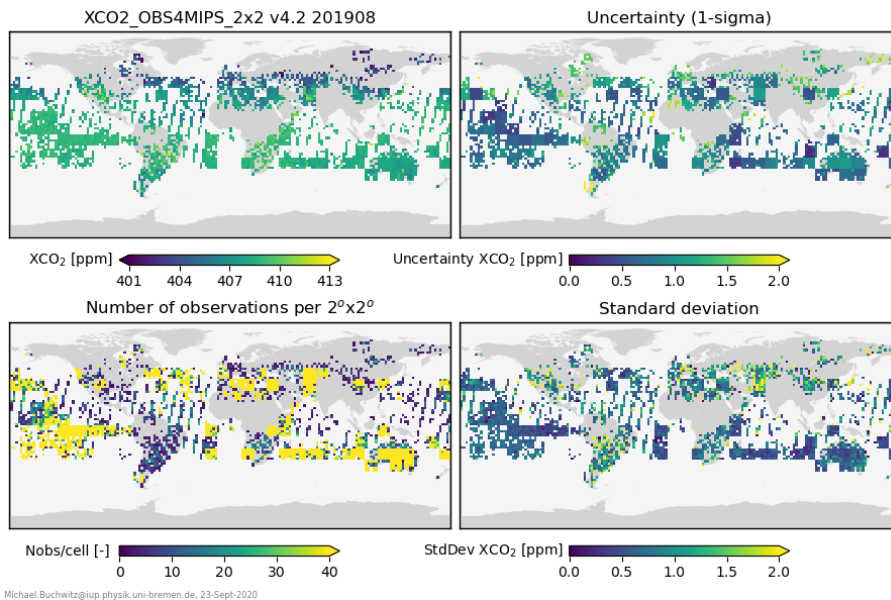 XCO2_OBS4MIPS_2x2 v4.2 201908
Uncertainty (1-sigma)
XCO₂ [ppm]
401 404 407 410 413
Uncertainty XCO₂ [ppm]
0.0 0.5 1.0 1.5 2.0
Number of observations per 2ºx2º
Standard deviation
Nobs/cell [-]
0 10 20 30 40
StdDev XCO₂ [ppm]
0.0 0.5 1.0 1.5 2.0
Michael.Buchwitz@iup.physik.uni-bremen.de, 23-Sept-2020